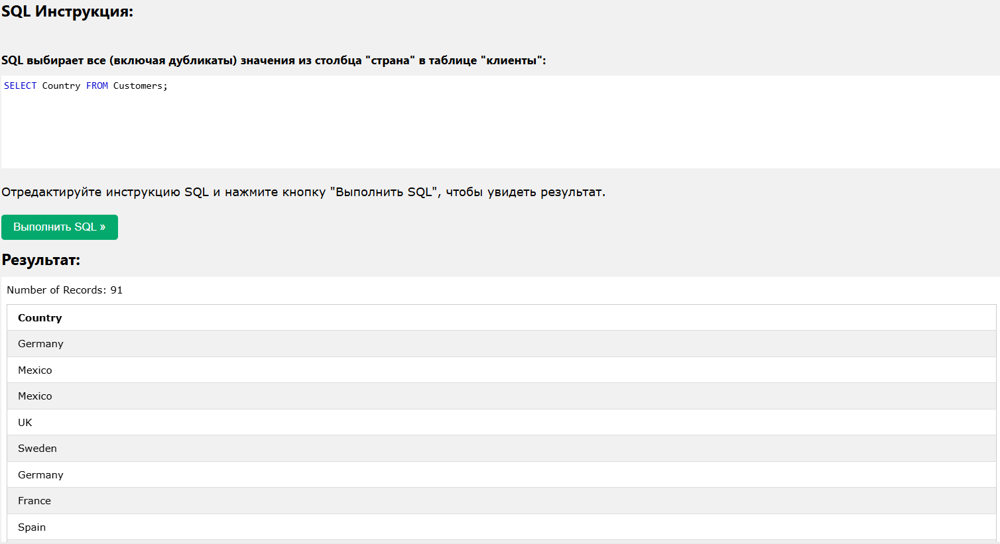 SQL Инструкция:
SQL выбирает все (включая дубликаты) значения из столбца "страна" в таблице "клиенты":
SELECT Country FROM Customers;
Отредактируйте инструкцию SQL и нажмите кнопку "Выполнить SQL", чтобы увидеть результат.
Выполнить SQL »
Результат:
Number of Records: 91
Country
Germany
Mexico
Mexico
UK
Sweden
Germany
France
Spain